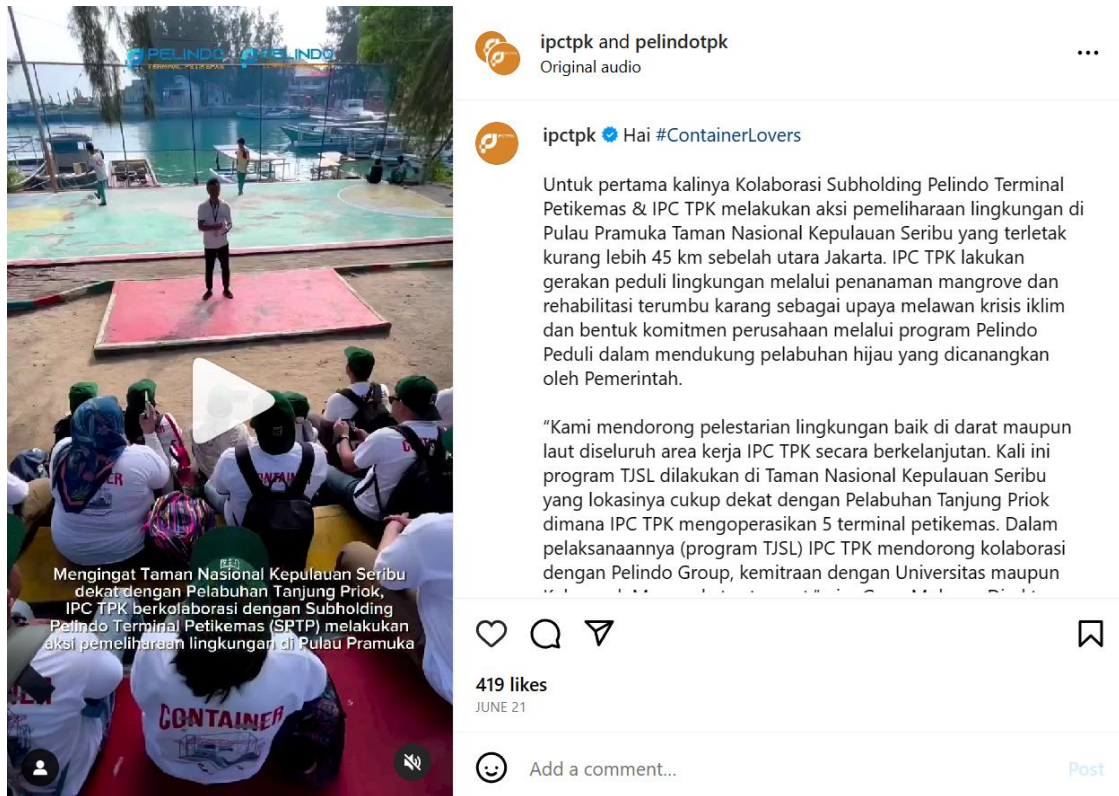 PELINDO
TERMINAL PETIKEMAS
PELINDO
CONTAINER
CONTAINER
Mengingat Taman Nasional Kepulauan Seribu
dekat dengan Pelabuhan Tanjung Priok,
IPC TPK berkolaborasi dengan Subholding
Pelindo Terminal Petikemas (SPTP) melakukan
aksi pemeliharaan lingkungan di Pulau Pramuka
CONTAINER
ipctpk and pelindotpk
Original audio
ipctpk Hai #ContainerLovers
Untuk pertama kalinya Kolaborasi Subholding Pelindo Terminal
Petikemas & IPC TPK melakukan aksi pemeliharaan lingkungan di
Pulau Pramuka Taman Nasional Kepulauan Seribu yang terletak
kurang lebih 45 km sebelah utara Jakarta. IPC TPK lakukan
gerakan peduli lingkungan melalui penanaman mangrove dan
rehabilitasi terumbu karang sebagai upaya melawan krisis iklim
dan bentuk komitmen perusahaan melalui program Pelindo
Peduli dalam mendukung pelabuhan hijau yang dicanangkan
oleh Pemerintah.
“Kami mendorong pelestarian lingkungan baik di darat maupun
laut diseluruh area kerja IPC TPK secara berkelanjutan. Kali ini
program TJSL dilakukan di Taman Nasional Kepulauan Seribu
yang lokasinya cukup dekat dengan Pelabuhan Tanjung Priok
dimana IPC TPK mengoperasikan 5 terminal petikemas. Dalam
pelaksanaannya (program TJSL) IPC TPK mendorong kolaborasi
dengan Pelindo Group, kemitraan dengan Universitas maupun
419 likes
JUNE 21
Add a comment...
Post